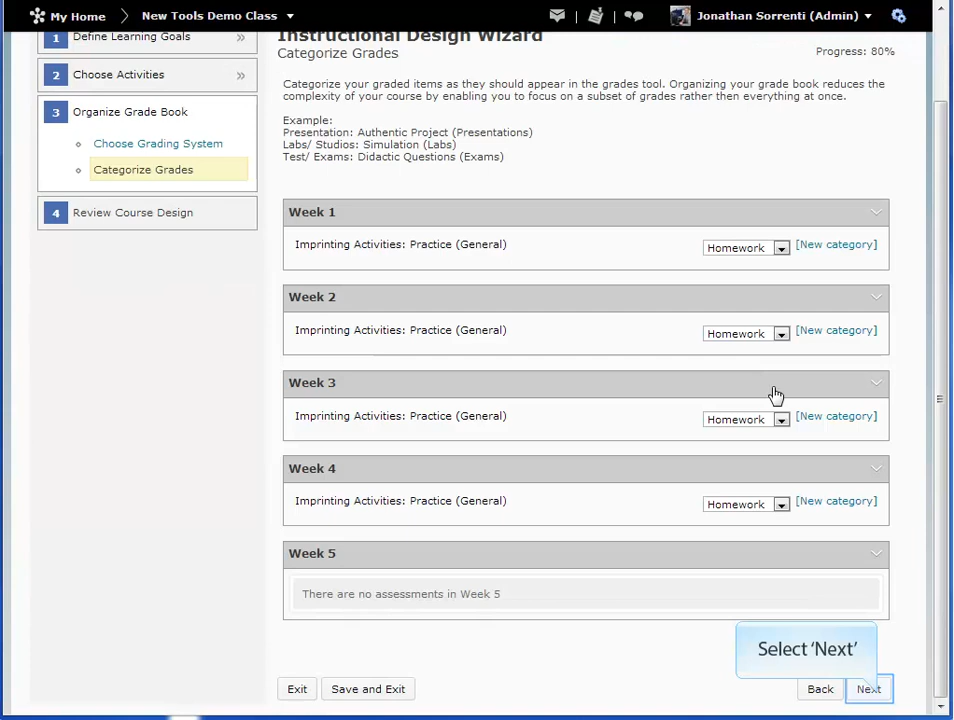 My Home
New Tools Demo Class
Jonathan Sorrenti (Admin)
1 Define Learning Goals
2 Choose Activities
3 Organize Grade Book
Choose Grading System
Categorize Grades
4 Review Course Design
Instructional Design Wizard
Categorize Grades
Progress: 80%
Categorize your graded items as they should appear in the grades tool. Organizing your grade book reduces the
complexity of your course by enabling you to focus on a subset of grades rather then everything at once.
Example:
Presentation: Authentic Project (Presentations)
Labs/ Studios: Simulation (Labs)
Test/ Exams: Didactic Questions (Exams)
Week 1
Imprinting Activities: Practice (General) Homework [New category]
Week 2
Imprinting Activities: Practice (General) Homework [New category]
Week 3
Imprinting Activities: Practice (General) Homework [New category]
Week 4
Imprinting Activities: Practice (General) Homework [New category]
Week 5
There are no assessments in Week 5
Select ‘Next’
Exit Save and Exit Back Next